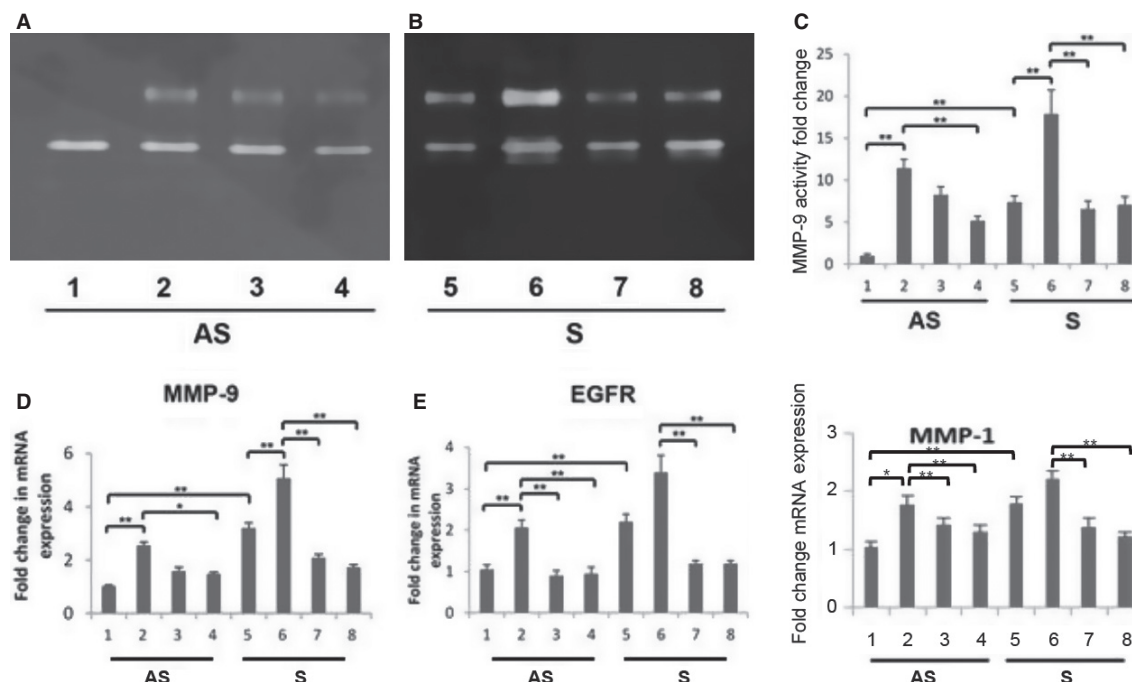 A
1 2 3 4
AS
B
5 6 7 8
S
C
MMP-9 activity fold change
25
20
15
10
5
0
**
**
**
**
**
**
1 2 3 4 5 6 7 8
AS S
D
MMP-9
Fold change in mRNA
expression
6
4
2
0
**
**
**
**
*
**
1 2 3 4 5 6 7 8
AS S
E
EGFR
Fold change in mRNA
expression
4
3
2
1
0
**
**
**
**
**
**
1 2 3 4 5 6 7 8
AS S
MMP-1
Fold change mRNA expression
3
2
1
0
**
**
**
**
*
**
**
1 2 3 4 5 6 7 8
AS S